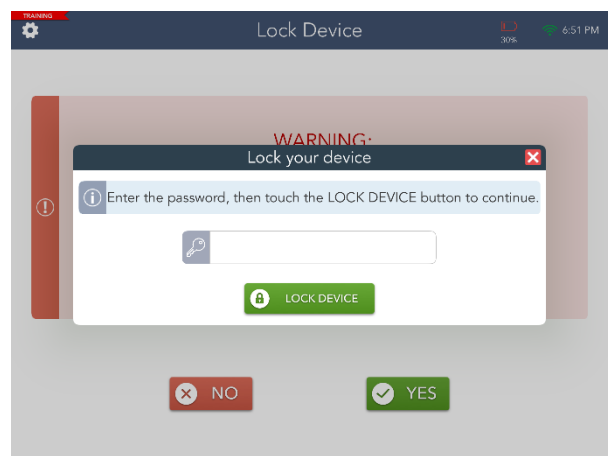 TRAINING
Lock Device
30%
6:51 PM
WARNING:
Lock your device
Enter the password, then touch the LOCK DEVICE button to continue.
LOCK DEVICE
NO
YES